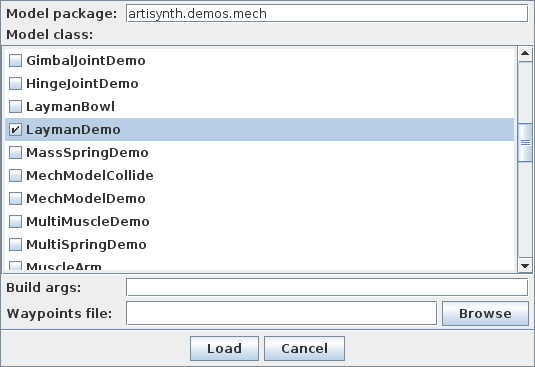 Model package: artisynth.demos.mech
Model class:
GimbalJointDemo
HingeJointDemo
LaymanBowl
LaymanDemo
MassSpringDemo
MechModelCollide
MechModelDemo
MultiMuscleDemo
MultiSpringDemo
MuscleArm
Build args:
Waypoints file: Browse
Load Cancel